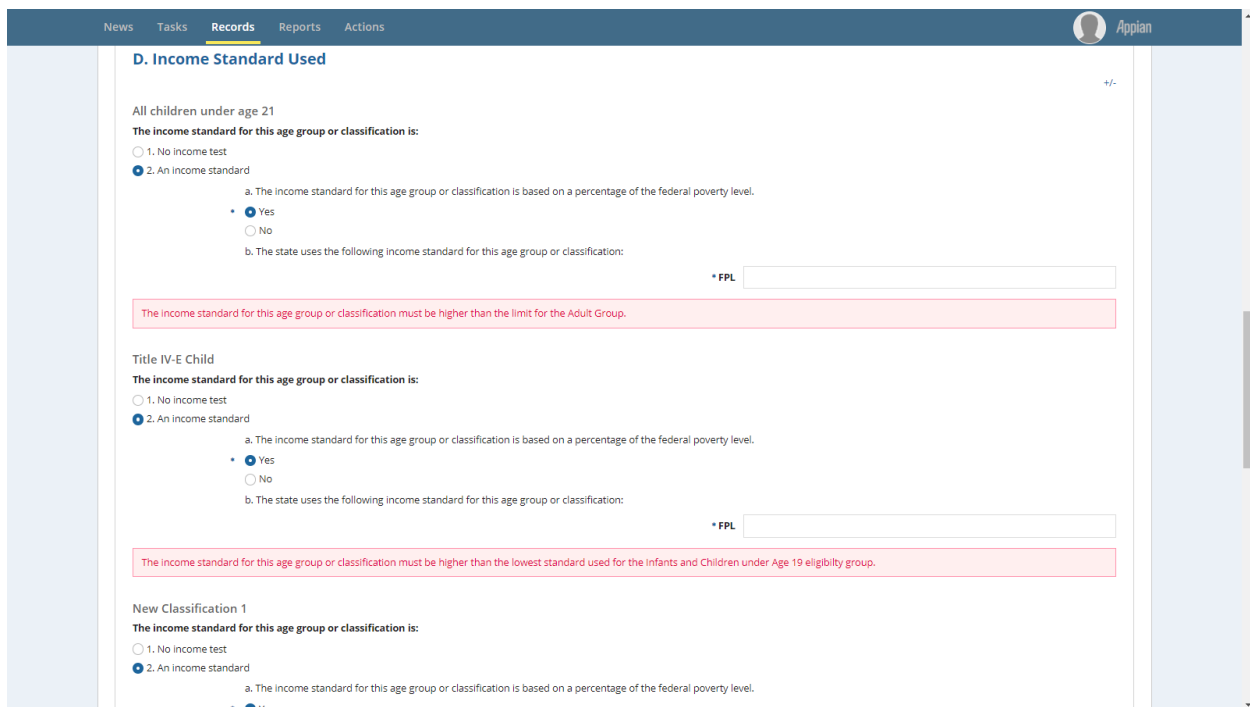 News Tasks Records Reports Actions Appian
D. Income Standard Used
+/-
All children under age 21
The income standard for this age group or classification is:
1. No income test
2. An income standard
a. The income standard for this age group or classification is based on a percentage of the federal poverty level.
* Yes
No
b. The state uses the following income standard for this age group or classification:
* FPL
The income standard for this age group or classification must be higher than the limit for the Adult Group.
Title IV-E Child
The income standard for this age group or classification is:
1. No income test
2. An income standard
a. The income standard for this age group or classification is based on a percentage of the federal poverty level.
* Yes
No
b. The state uses the following income standard for this age group or classification:
* FPL
The income standard for this age group or classification must be higher than the lowest standard used for the Infants and Children under Age 19 eligibilty group.
New Classification 1
The income standard for this age group or classification is:
1. No income test
2. An income standard
a. The income standard for this age group or classification is based on a percentage of the federal poverty level.